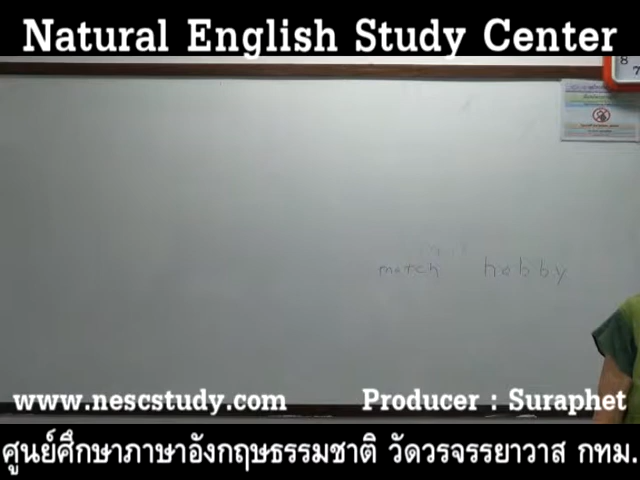 Natural English Study Center
8
7
match hobby
www.nescstudy.com Producer : Suraphet
ศูนย์ศึกษาภาษาอังกฤษธรรมชาติ วัดวรจรรยาวาส กทม.